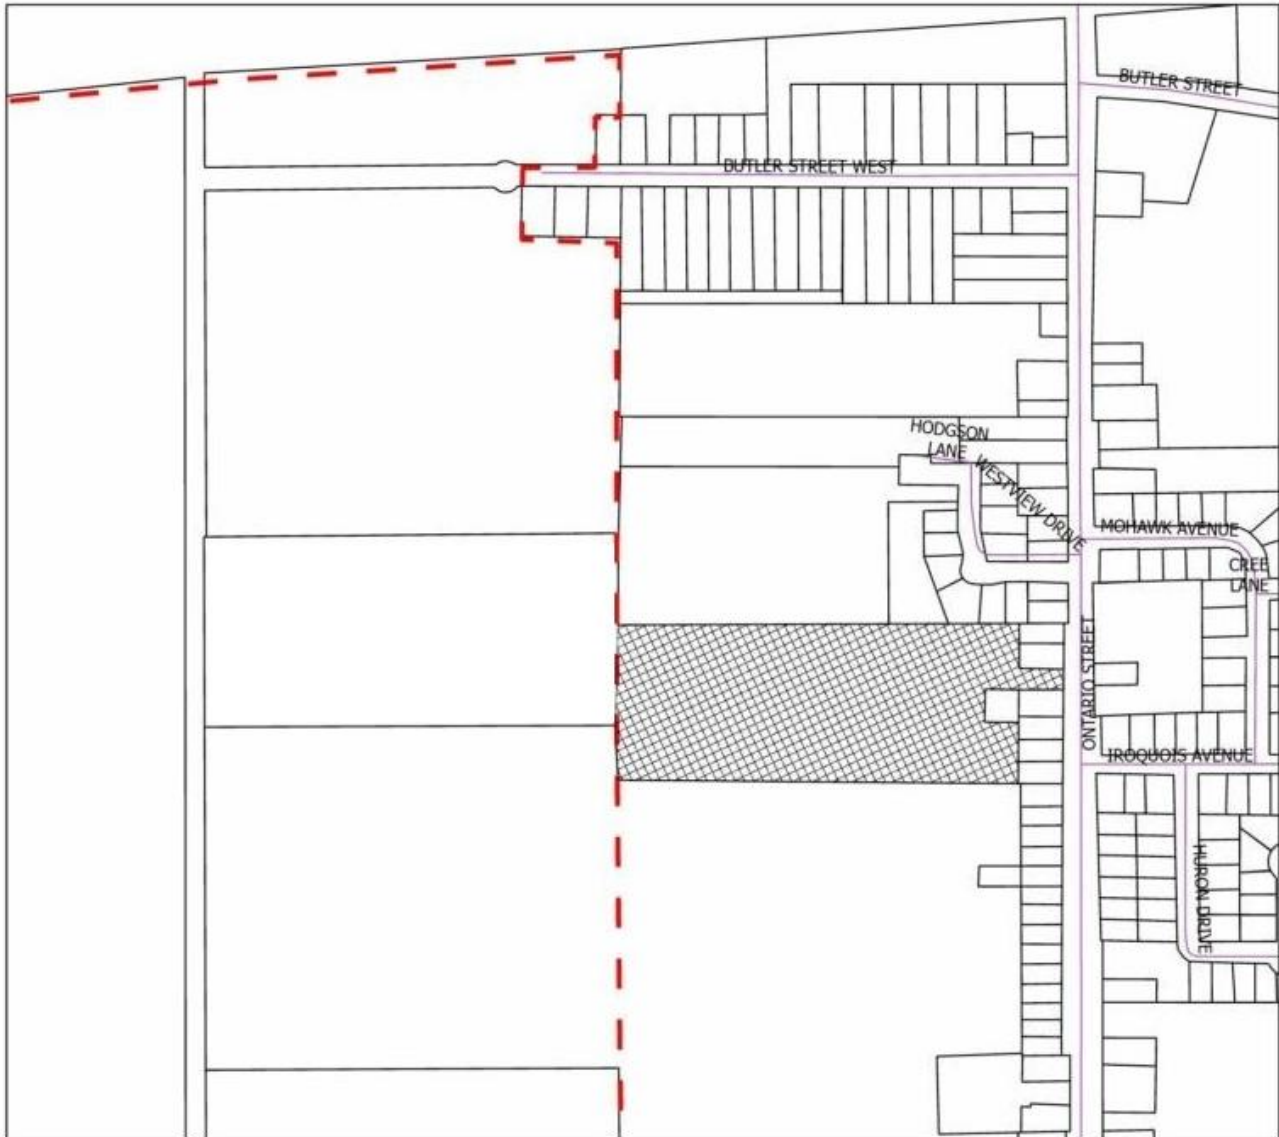 BUTLER STREET
BUTLER STREET WEST
HODGSON
LANE
WESTVIEW DRIVE
MOHAWK AVENUE
CREE
LANE
ONTARIO STREET
IROQUOIS AVENUE
HURON DRIVE